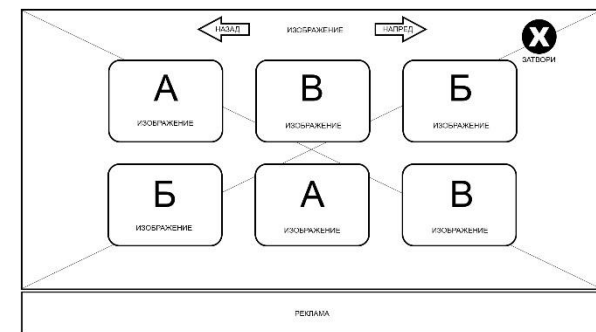 НАЗАД ИЗОБРАЖЕНИЕ НАПРЕД
X
ЗАТВОРИ
А В Б
ИЗОБРАЖЕНИЕ ИЗОБРАЖЕНИЕ ИЗОБРАЖЕНИЕ
Б А В
ИЗОБРАЖЕНИЕ ИЗОБРАЖЕНИЕ ИЗОБРАЖЕНИЕ
РЕКЛАМА